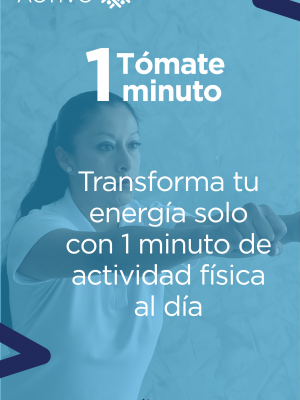 1 Tómate
minuto
Transforma tu
energía solo
con 1 minuto de
actividad física
al día